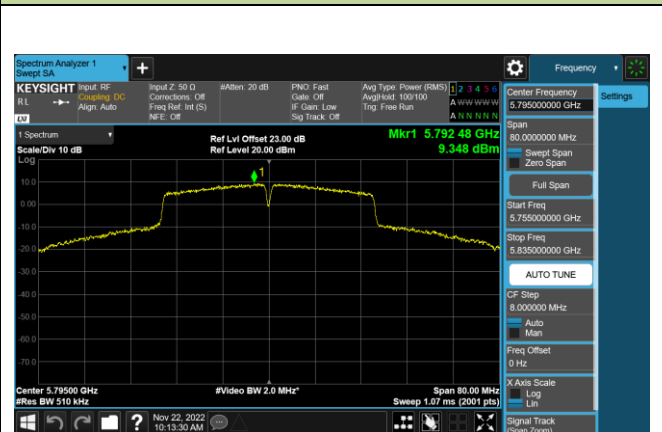 Spectrum Analyzer 1
Swept SA
Frequency
KEYSIGHT
RL
Input: RF
Coupling: DC
Align: Auto
Input Z: 50 Ω
Corrections: Off
Freq Ref: Int (S)
NFE: Off
#Atten: 20 dB
PNO: Fast
Gate: Off
IF Gain: Low
Sig Track: Off
Avg Type: Power (RMS)
Avg|Hold: 100/100
Trig: Free Run
1 2 3 4 5 6
A W W W W W
A N N N N N
LXI
1 Spectrum
Scale/Div 10 dB
Log
Ref Lvl Offset 23.00 dB
Ref Level 20.00 dBm
Mkr1 5.792 48 GHz
9.348 dBm
1
10.0
0.00
-10.0
-20.0
-30.0
-40.0
-50.0
-60.0
-70.0
Center 5.79500 GHz
#Res BW 510 kHz
#Video BW 2.0 MHz*
Span 80.00 MHz
Sweep 1.07 ms (2001 pts)
Nov 22, 2022
10:13:30 AM
Center Frequency
5.795000000 GHz
Settings
Span
80.0000000 MHz
Swept Span
Zero Span
Full Span
Start Freq
5.755000000 GHz
Stop Freq
5.835000000 GHz
AUTO TUNE
CF Step
8.000000 MHz
Auto
Man
Freq Offset
0 Hz
X Axis Scale
Log
Lin
Signal Track
(Span Zoom)